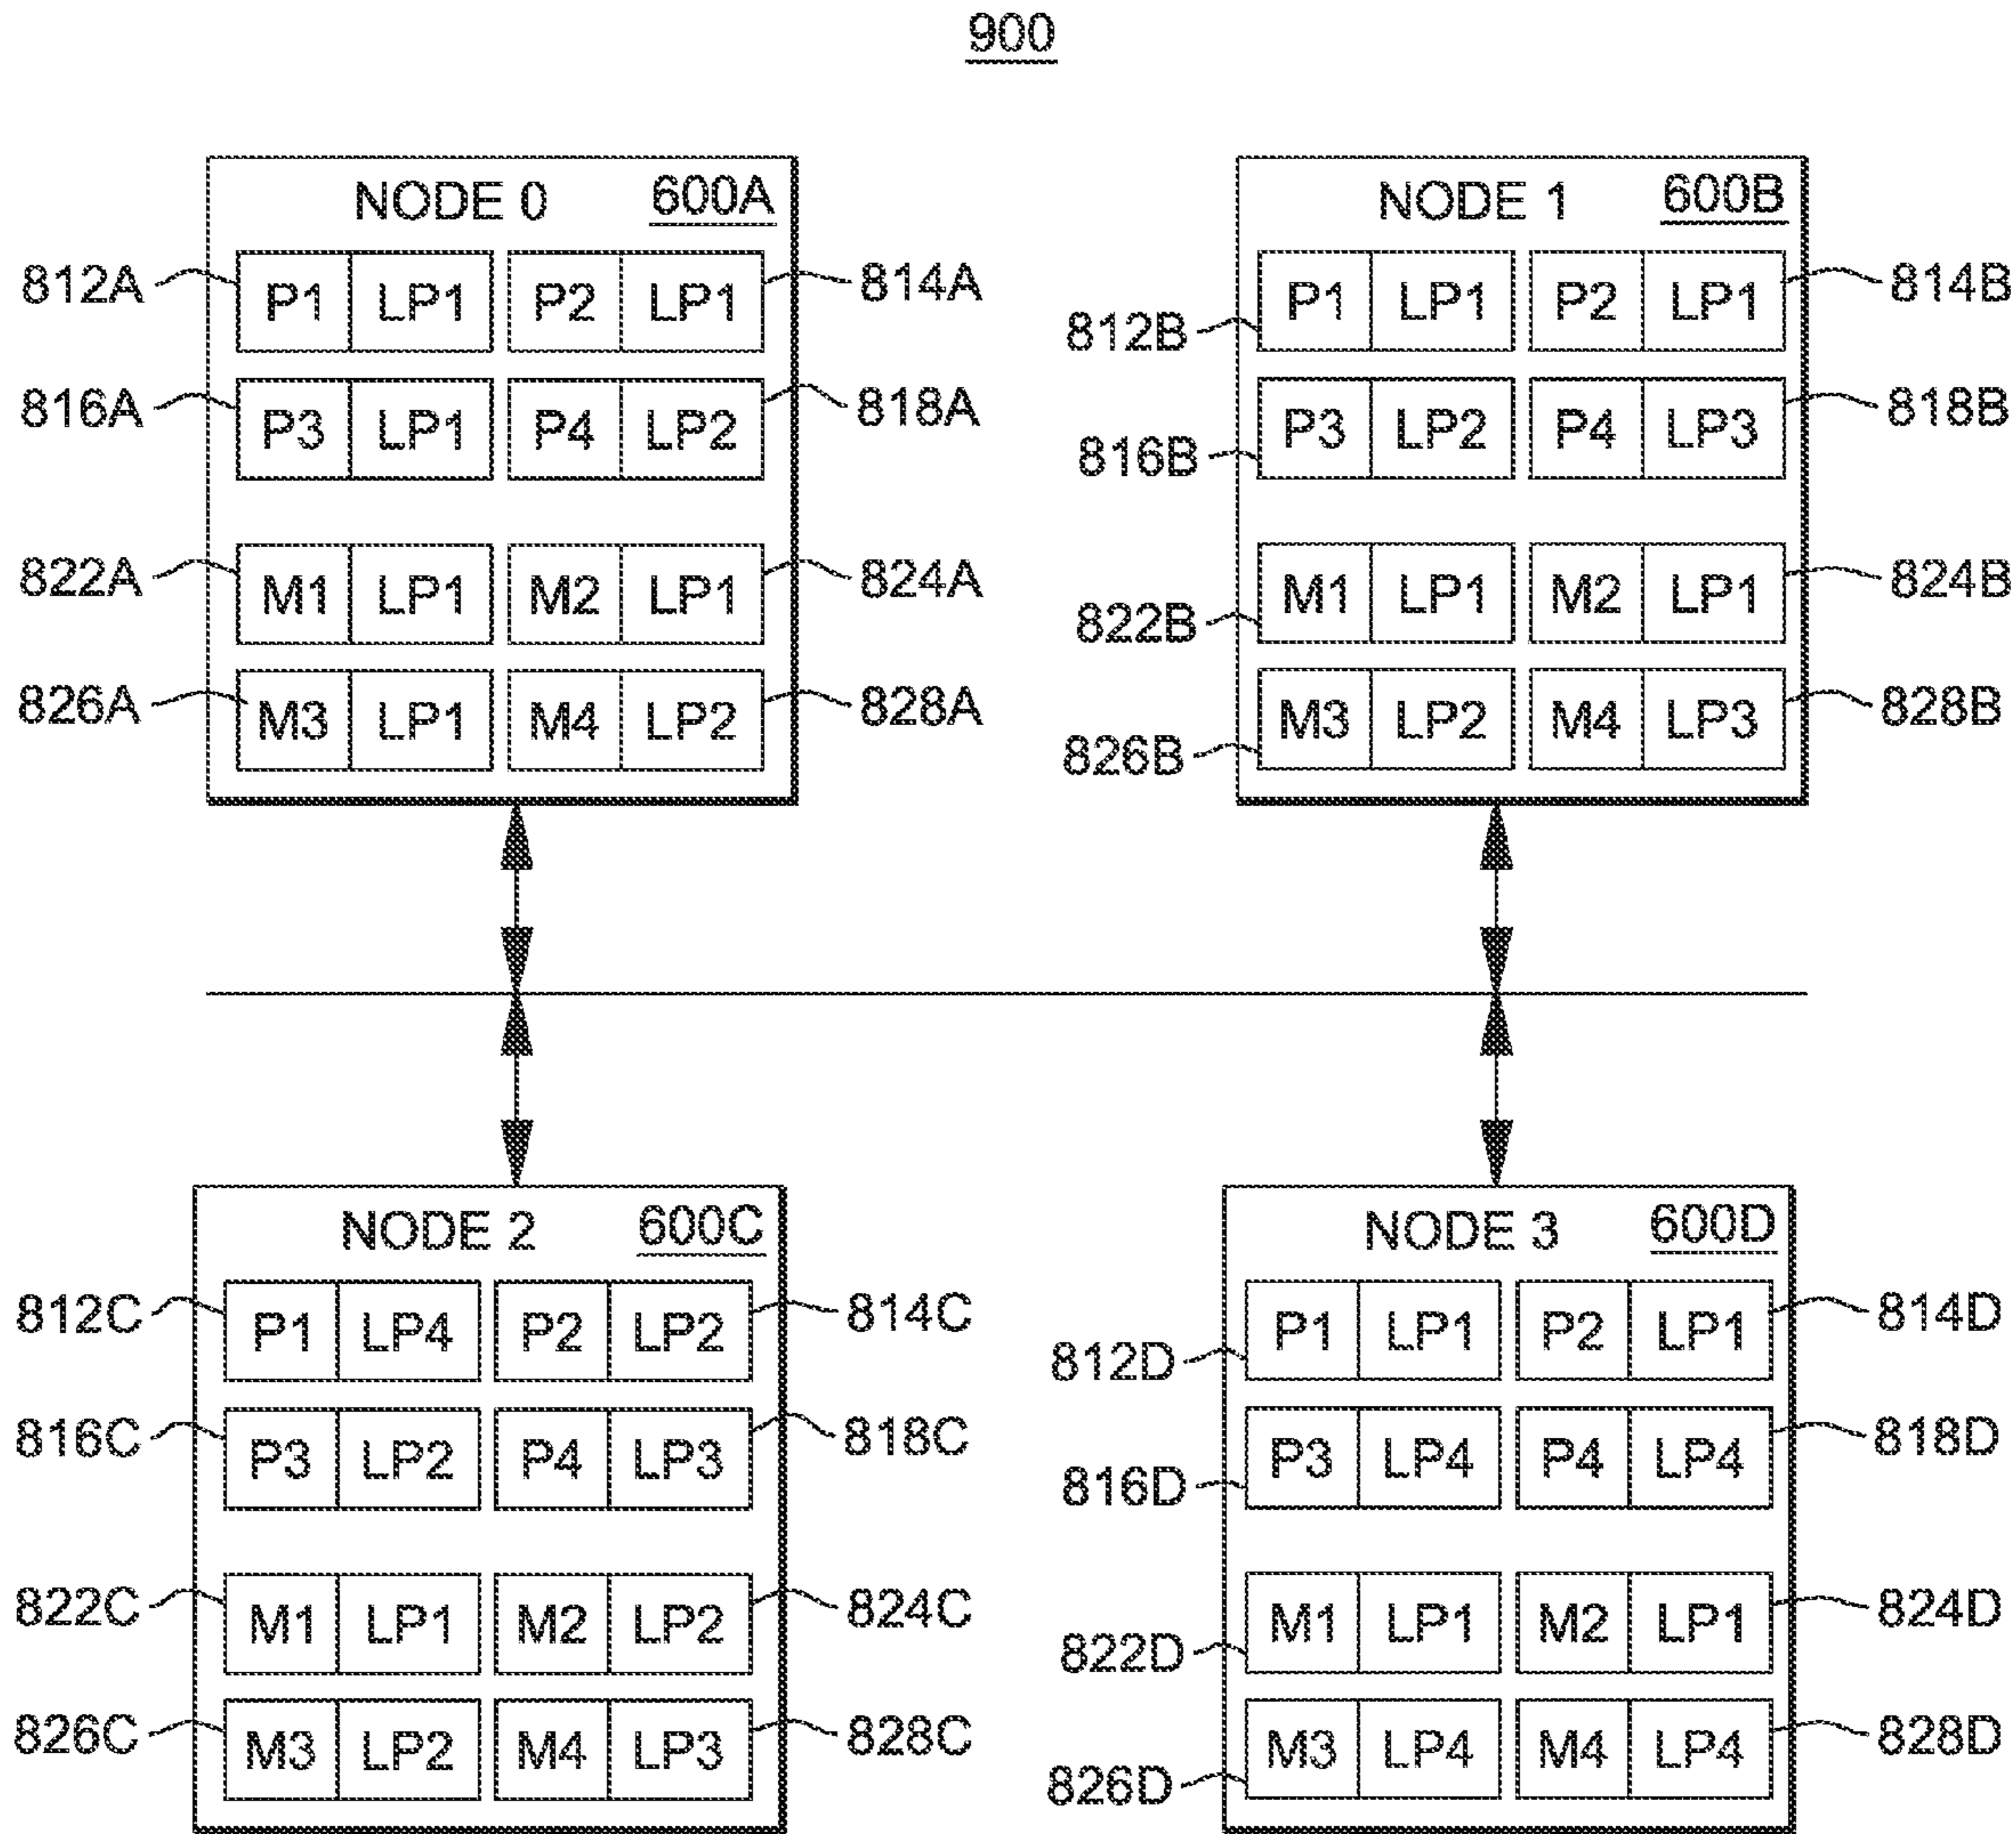 900
NODE 0 600A
812A P1 LP1 P2 LP1 814A
816A P3 LP1 P4 LP2 818A
822A M1 LP1 M2 LP1 824A
826A M3 LP1 M4 LP2 828A
NODE 1 600B
812B P1 LP1 P2 LP1 814B
816B P3 LP2 P4 LP3 818B
822B M1 LP1 M2 LP1 824B
826B M3 LP2 M4 LP3 828B
NODE 2 600C
812C P1 LP4 P2 LP2 814C
816C P3 LP2 P4 LP3 818C
822C M1 LP1 M2 LP2 824C
826C M3 LP2 M4 LP3 828C
NODE 3 600D
812D P1 LP1 P2 LP1 814D
816D P3 LP4 P4 LP4 818D
822D M1 LP1 M2 LP1 824D
826D M3 LP4 M4 LP4 828D